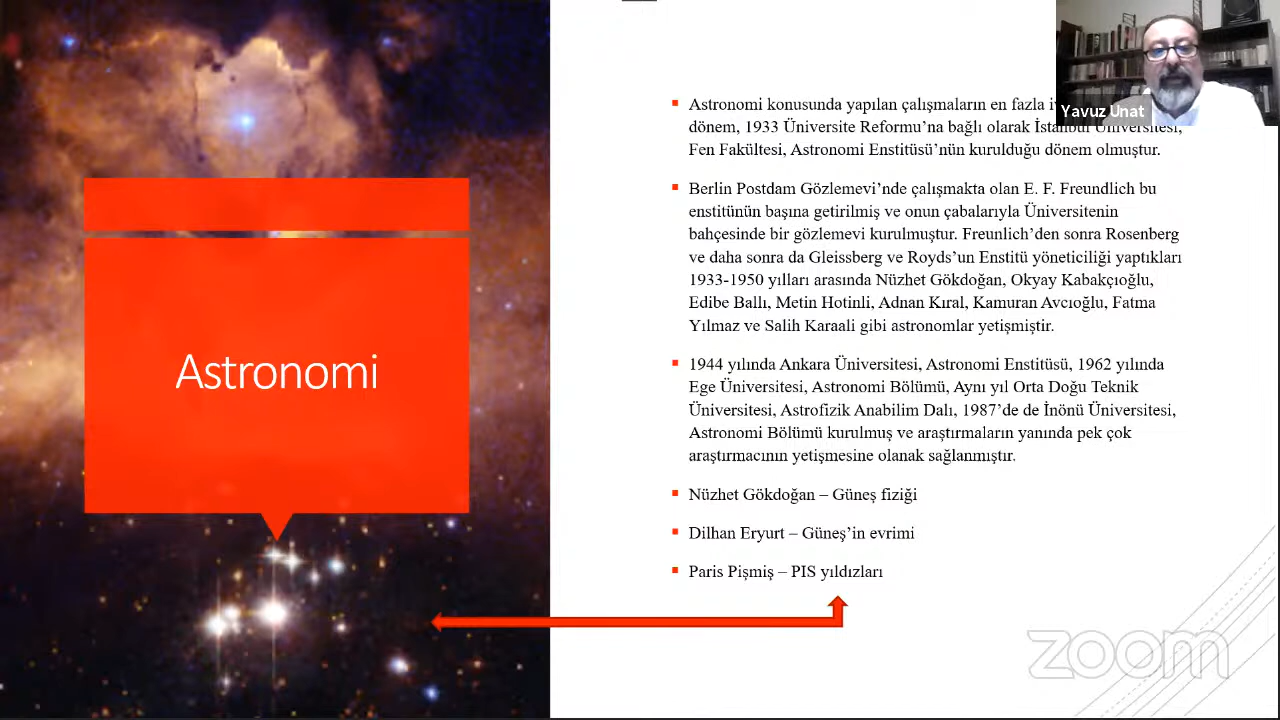 Astronomi
Astronomi konusunda yapılan çalışmaların en fazla
dönem, 1933 Üniversite Reformu’na bağlı olarak İstanbul Üniversitesi,
Fen Fakültesi, Astronomi Enstitüsü’nün kurulduğu dönem olmuştur.
Berlin Postdam Gözlemevi’nde çalışmakta olan E. F. Freundlich bu
enstitünün başına getirilmiş ve onun çabalarıyla Üniversitenin
bahçesinde bir gözlemevi kurulmuştur. Freunlich’den sonra Rosenberg
ve daha sonra da Gleissberg ve Royds’un Enstitü yöneticiliği yaptıkları
1933-1950 yılları arasında Nüzhet Gökdoğan, Okyay Kabakçıoğlu,
Edibe Ballı, Metin Hotinli, Adnan Kıral, Kamuran Avcıoğlu, Fatma
Yılmaz ve Salih Karaali gibi astronomlar yetişmiştir.
1944 yılında Ankara Üniversitesi, Astronomi Enstitüsü, 1962 yılında
Ege Üniversitesi, Astronomi Bölümü, Aynı yıl Orta Doğu Teknik
Üniversitesi, Astrofizik Anabilim Dalı, 1987’de de İnönü Üniversitesi,
Astronomi Bölümü kurulmuş ve araştırmaların yanında pek çok
araştırmacının yetişmesine olanak sağlanmıştır.
Nüzhet Gökdoğan – Güneş fiziği
Dilhan Eryurt – Güneş’in evrimi
Paris Pişmiş – PIS yıldızları
Yavuz Unat
zoom